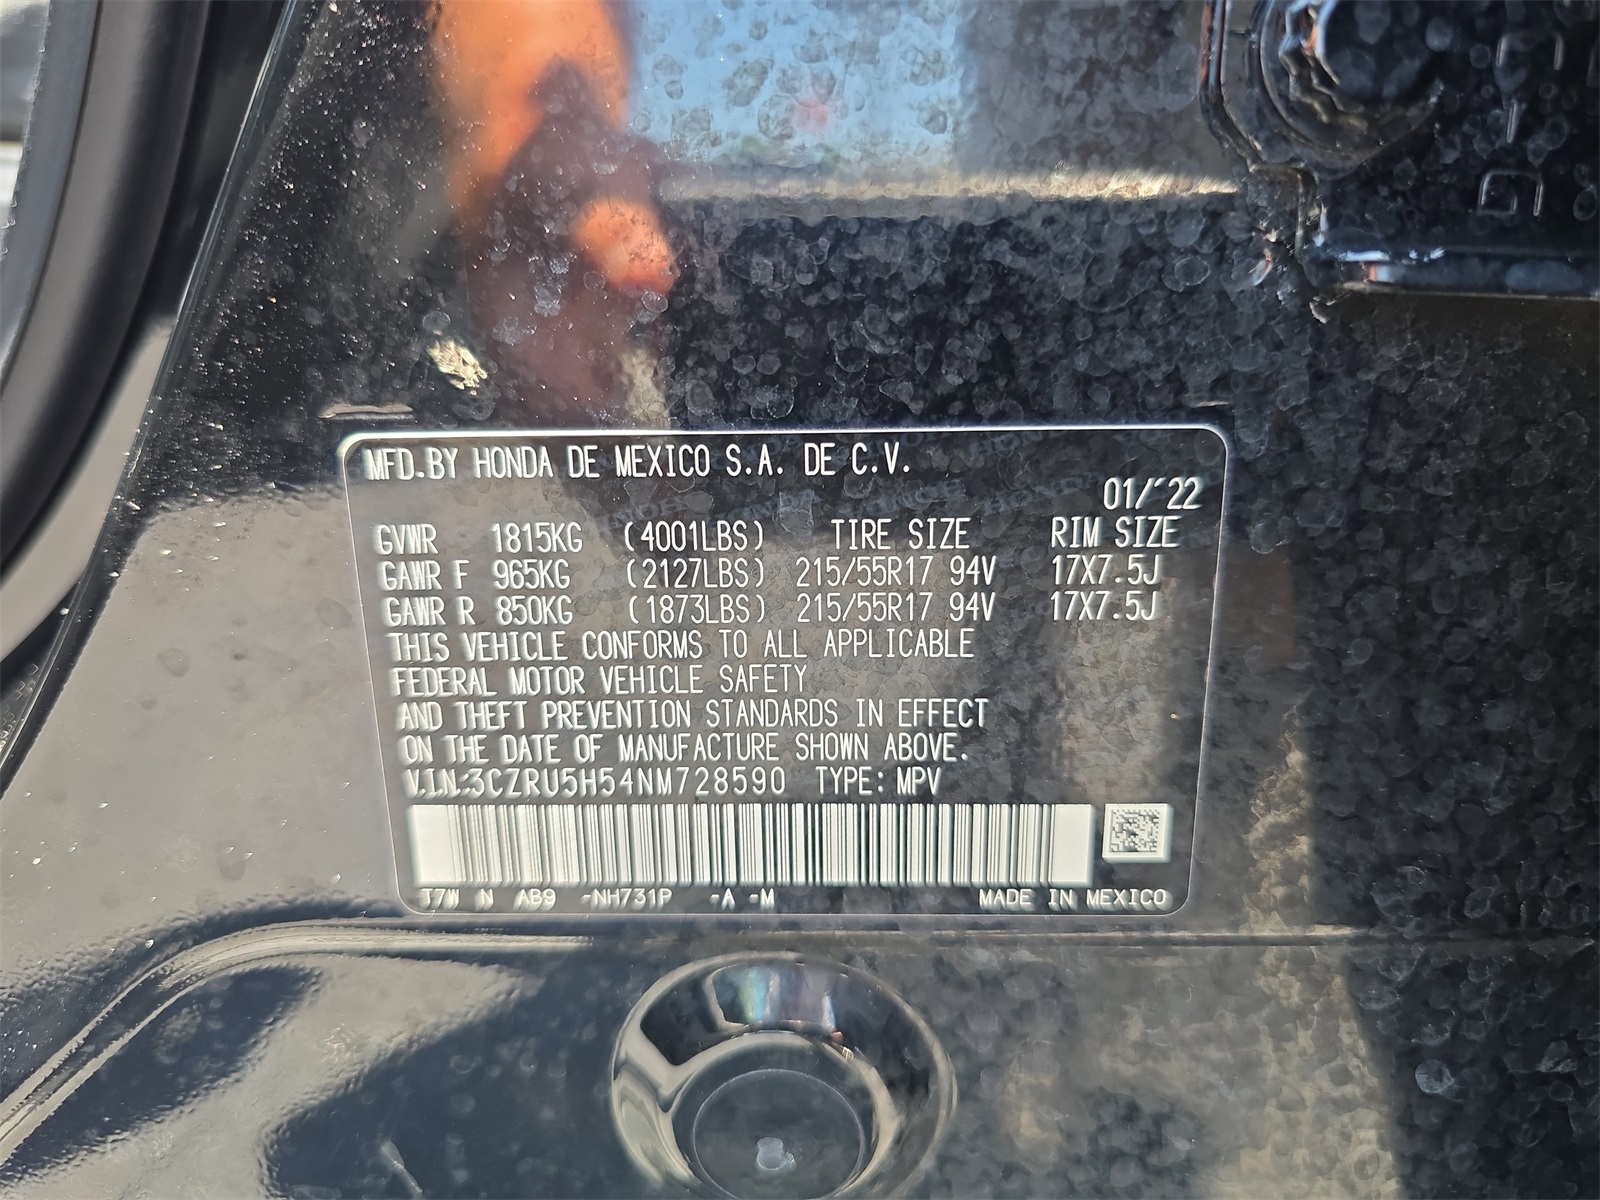 MFD.BY HONDA DE MEXICO S.A. DE C.V.
01/'22
GVWR 1815KG (4001LBS) TIRE SIZE RIM SIZE
GAWR F 965KG (2127LBS) 215/55R17 94V 17X7.5J
GAWR R 850KG (1873LBS) 215/55R17 94V 17X7.5J
THIS VEHICLE CONFORMS TO ALL APPLICABLE
FEDERAL MOTOR VEHICLE SAFETY
AND THEFT PREVENTION STANDARDS IN EFFECT
ON THE DATE OF MANUFACTURE SHOWN ABOVE.
V.I.N:3CZRU5H54NM728590 TYPE: MPV
T7W N AB9 -NH731P -A -M MADE IN MEXICO